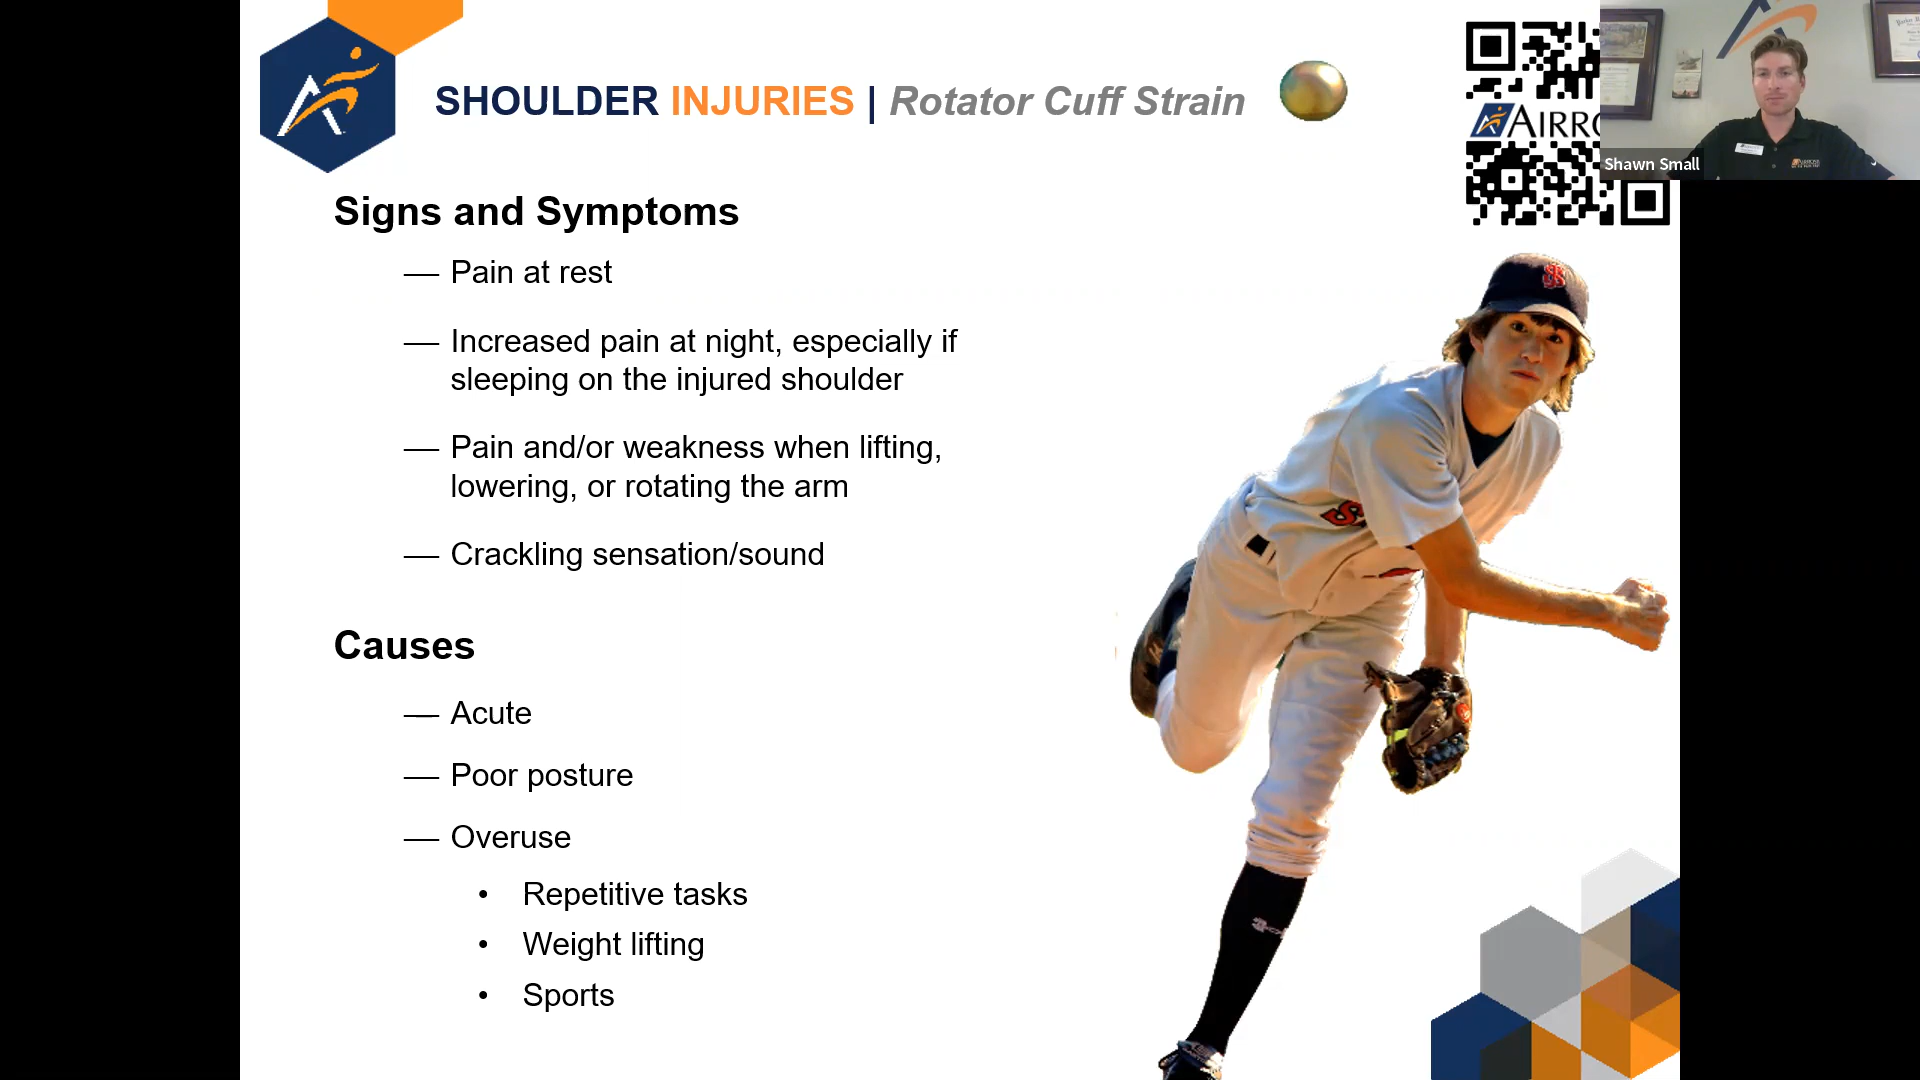 SHOULDER INJURIES | Rotator Cuff Strain
AIRRO
Shawn Small
Signs and Symptoms
— Pain at rest
— Increased pain at night, especially if
sleeping on the injured shoulder
— Pain and/or weakness when lifting,
lowering, or rotating the arm
— Crackling sensation/sound
Causes
— Acute
— Poor posture
— Overuse
• Repetitive tasks
• Weight lifting
• Sports